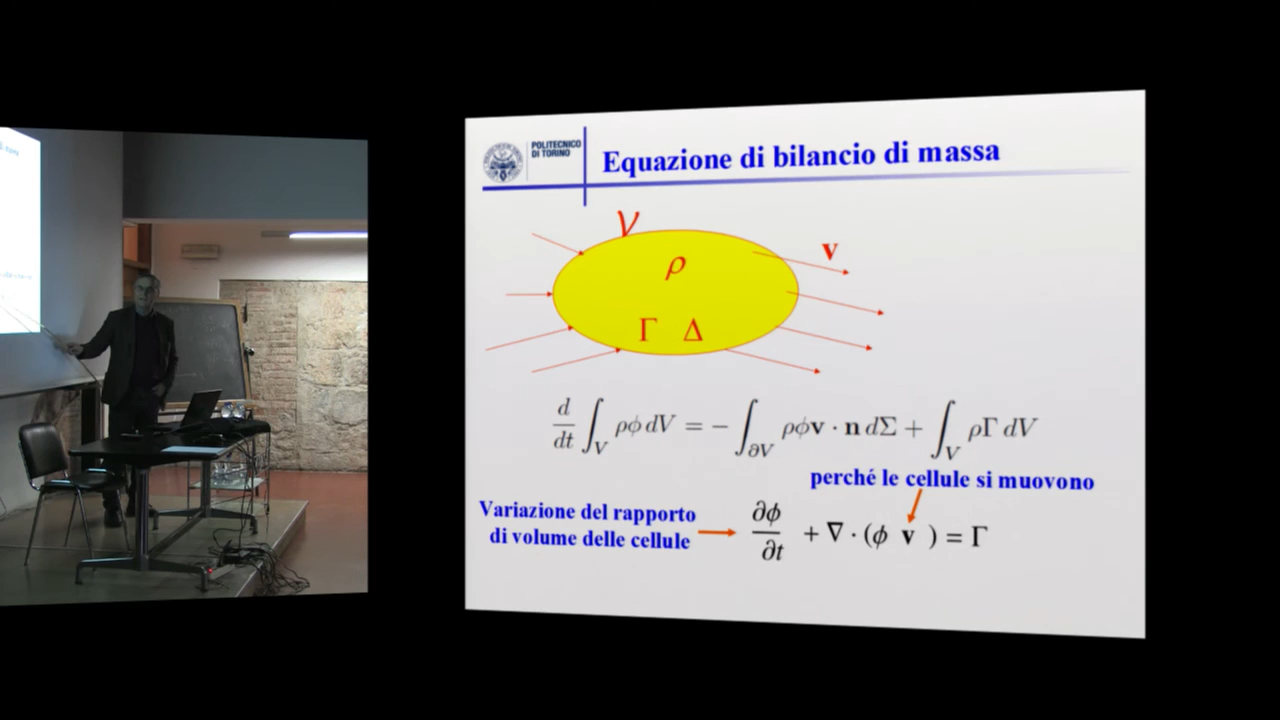 POLITECNICO
DI TORINO
Equazione di bilancio di massa
V
ρ
v
Γ Δ
d/dt ∫_V ρϕ dV = − ∫_∂V ρϕv · n dΣ + ∫_V ρΓ dV
perché le cellule si muovono
Variazione del rapporto
di volume delle cellule
∂ϕ/∂t + ∇ · (ϕ v ) = Γ